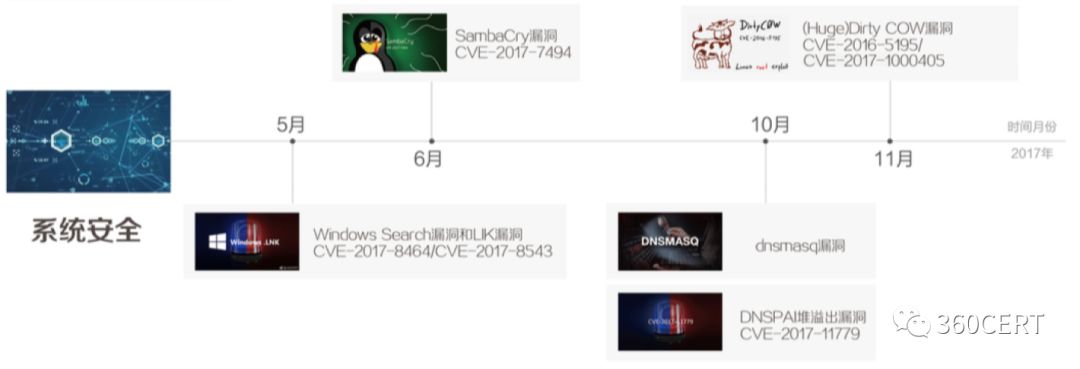 SambaCry
SambaCry漏洞
CVE-2017-7494
DirtyCOW
CVE-2016-5195
Linux root exploit
(Huge)Dirty COW漏洞
CVE-2016-5195/
CVE-2017-1000405
5月
6月
10月
11月
时间月份
2017年
系统安全
Windows .LNK
Windows Search漏洞和LIK漏洞
CVE-2017-8464/CVE-2017-8543
DNSMASQ
dnsmasq漏洞
CVE-2017-11779
DNSPAI堆溢出漏洞
CVE-2017-11779
360CERT